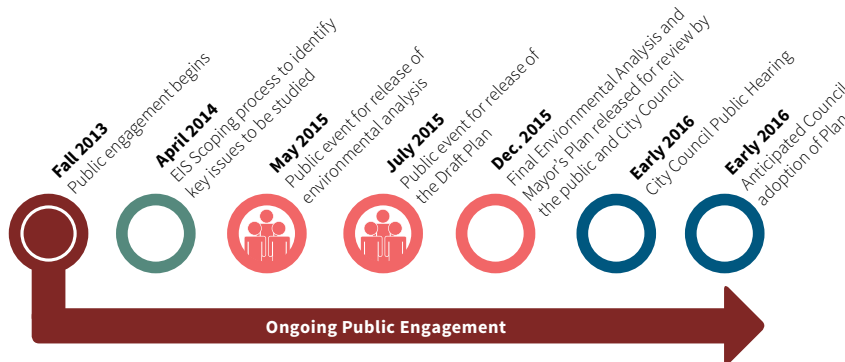 Fall 2013
Public engagement begins
April 2014
EIS Scoping process to identify
key issues to be studied
May 2015
Public event for release of
environmental analysis
July 2015
Public event for release of
the Draft Plan
Dec. 2015
Final Enviornmental Analysis and
Mayor's Plan released for review by
the public and City Council
Early 2016
City Council Public Hearing
Early 2016
Anticipated Council
adoption of Plan
Ongoing Public Engagement